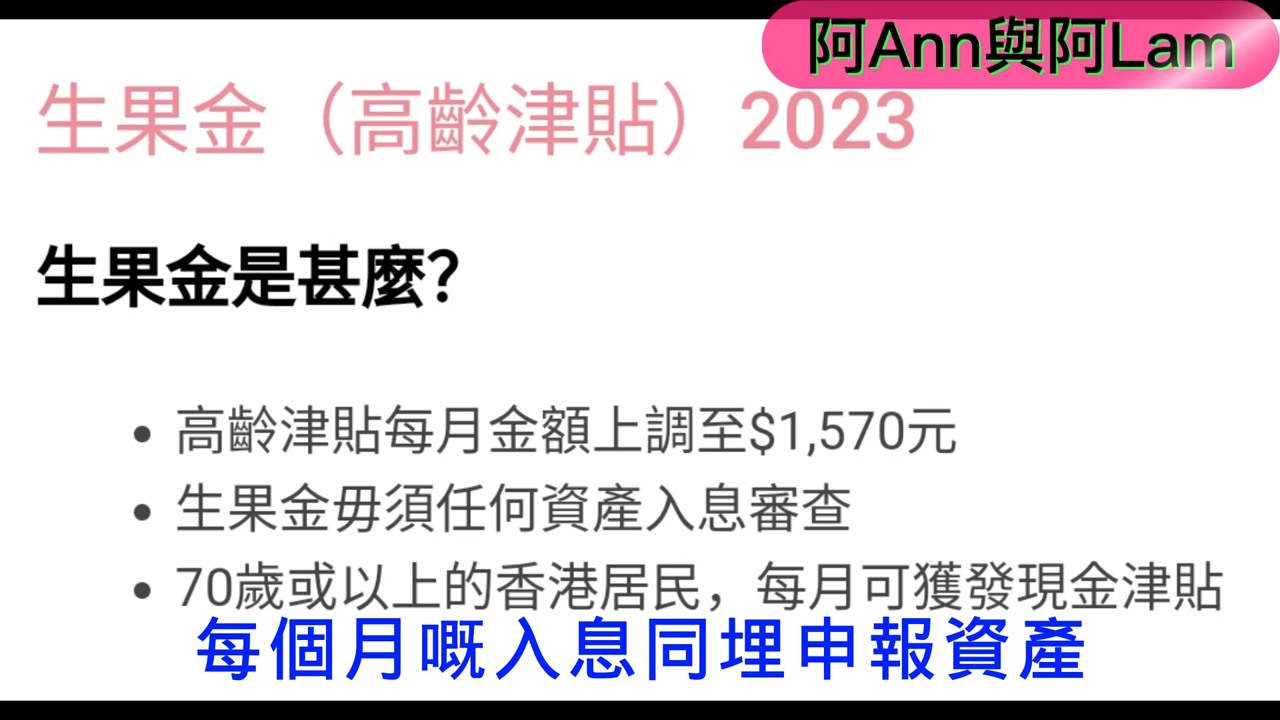 阿Ann與阿Lam
生果金（高齡津貼）2023
生果金是甚麼？
• 高齡津貼每月金額上調至$1,570元
• 生果金毋須任何資產入息審查
• 70歲或以上的香港居民，每月可獲發現金津貼
每個月嘅入息同埋申報資產